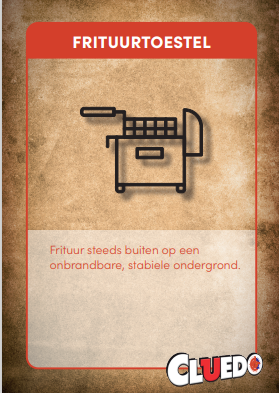 FRITUURTOESTEL
Frituur steeds buiten op een
onbrandbare, stabiele ondergrond.
CLUEDO